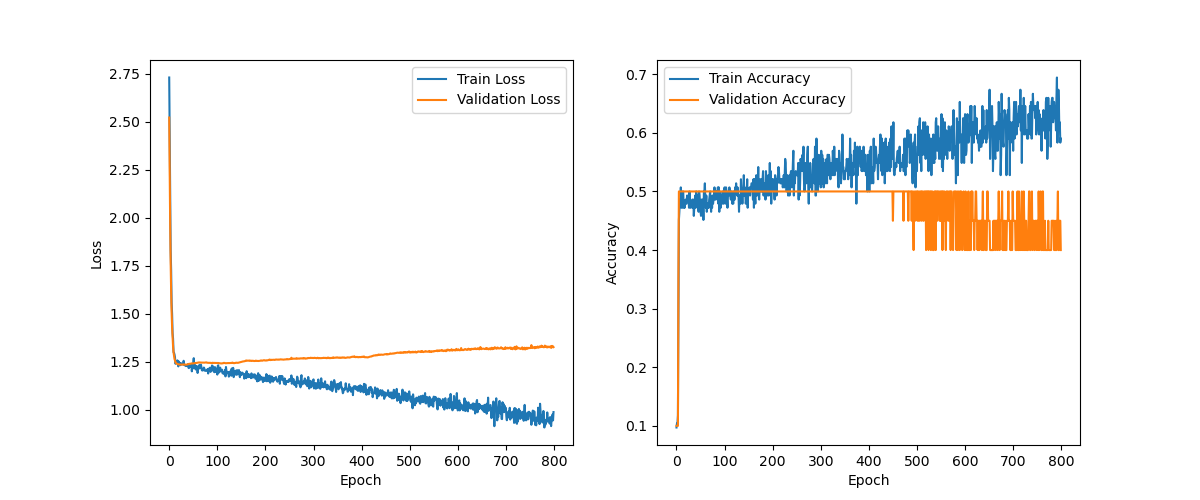 2.75
2.50
2.25
2.00
1.75
1.50
1.25
1.00
Loss
0 100 200 300 400 500 600 700 800
Epoch
Train Loss
Validation Loss
0.7
0.6
0.5
0.4
0.3
0.2
0.1
Accuracy
0 100 200 300 400 500 600 700 800
Epoch
Train Accuracy
Validation Accuracy